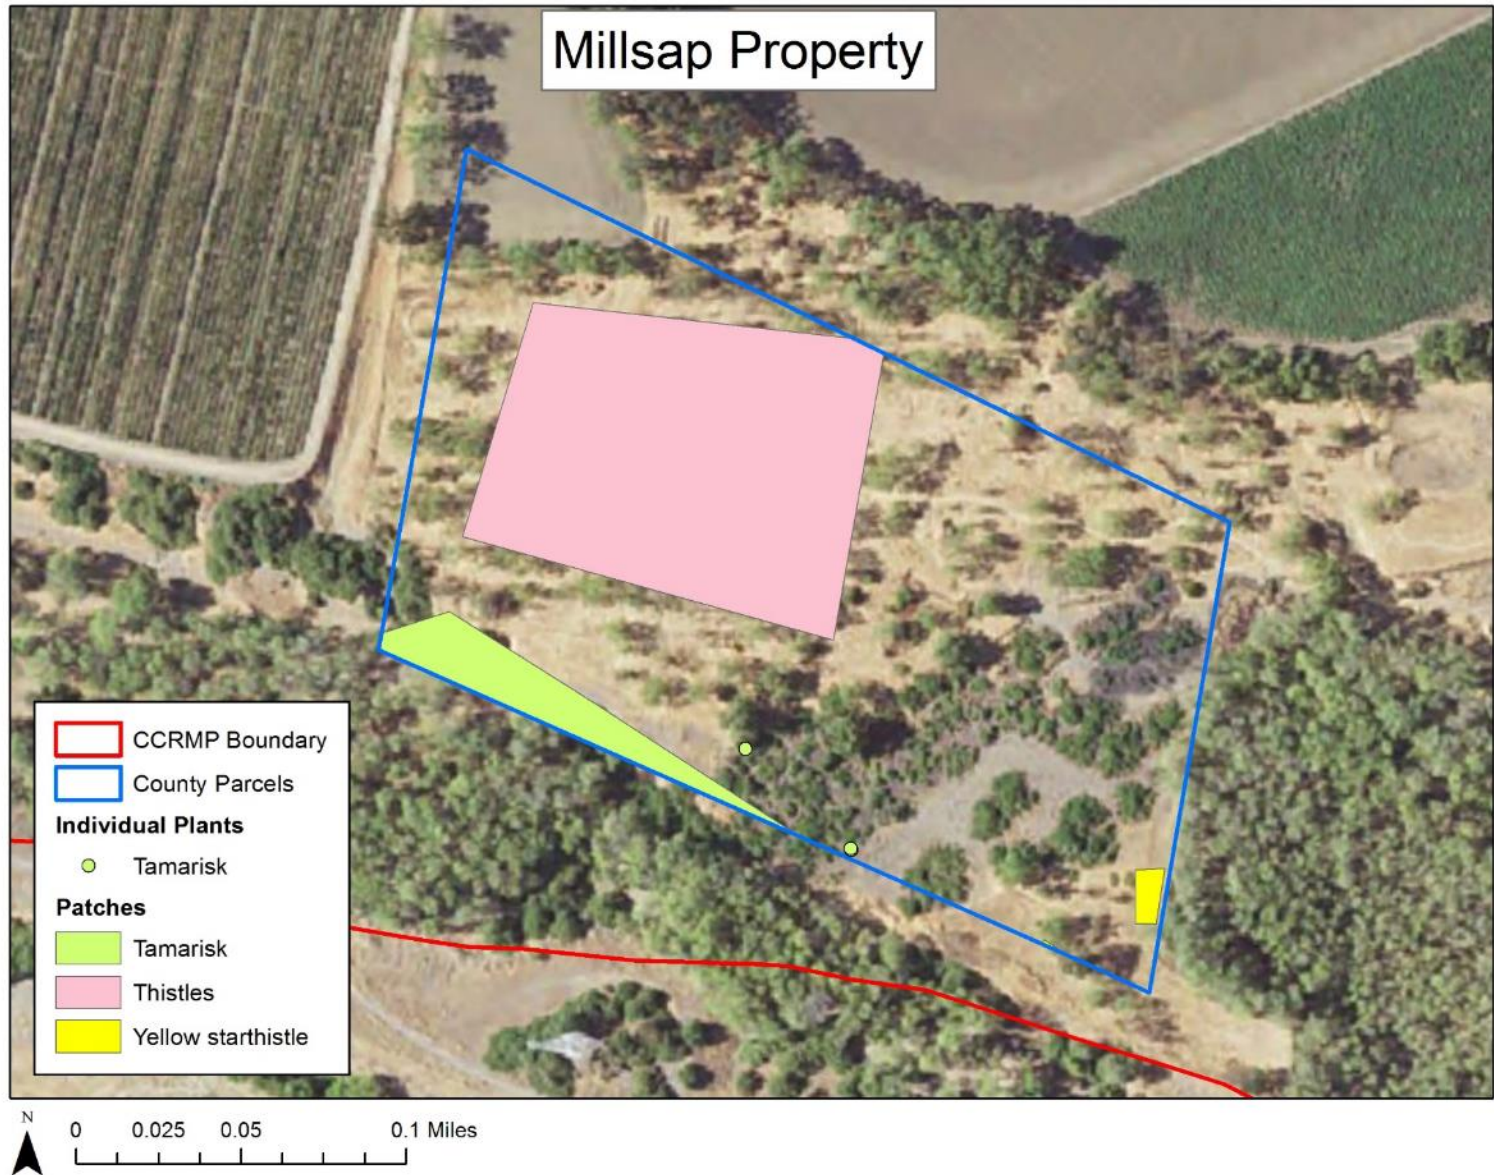 Millsap Property
CCRMP Boundary
County Parcels
Individual Plants
Tamarisk
Patches
Tamarisk
Thistles
Yellow starthistle
N
0 0.025 0.05 0.1 Miles